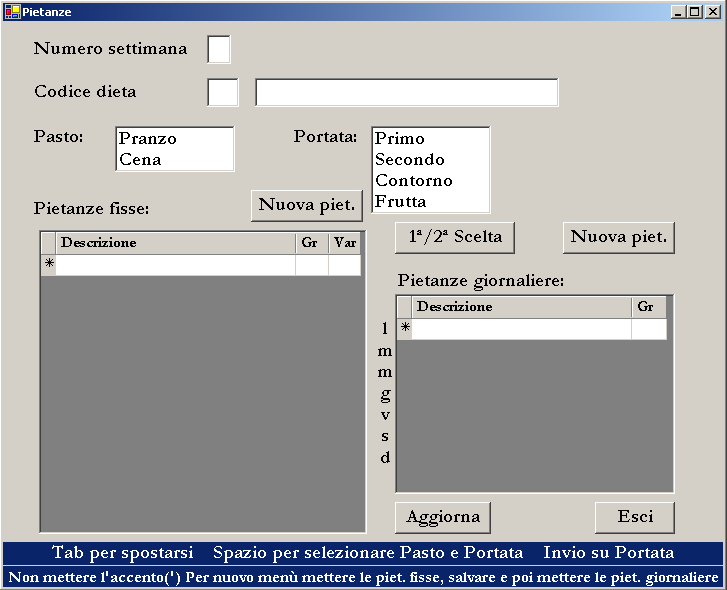 Pietanze
Numero settimana
Codice dieta
Pasto:
Pranzo
Cena
Portata:
Primo
Secondo
Contorno
Frutta
Pietanze fisse:
Nuova piet.
1ª/2ª Scelta
Nuova piet.
Descrizione Gr Var
*
Pietanze giornaliere:
Descrizione Gr
*
l
m
m
g
v
s
d
Aggiorna
Esci
Tab per spostarsi Spazio per selezionare Pasto e Portata Invio su Portata
Non mettere l'accento(') Per nuovo menù mettere le piet. fisse, salvare e poi mettere le piet. giornaliere